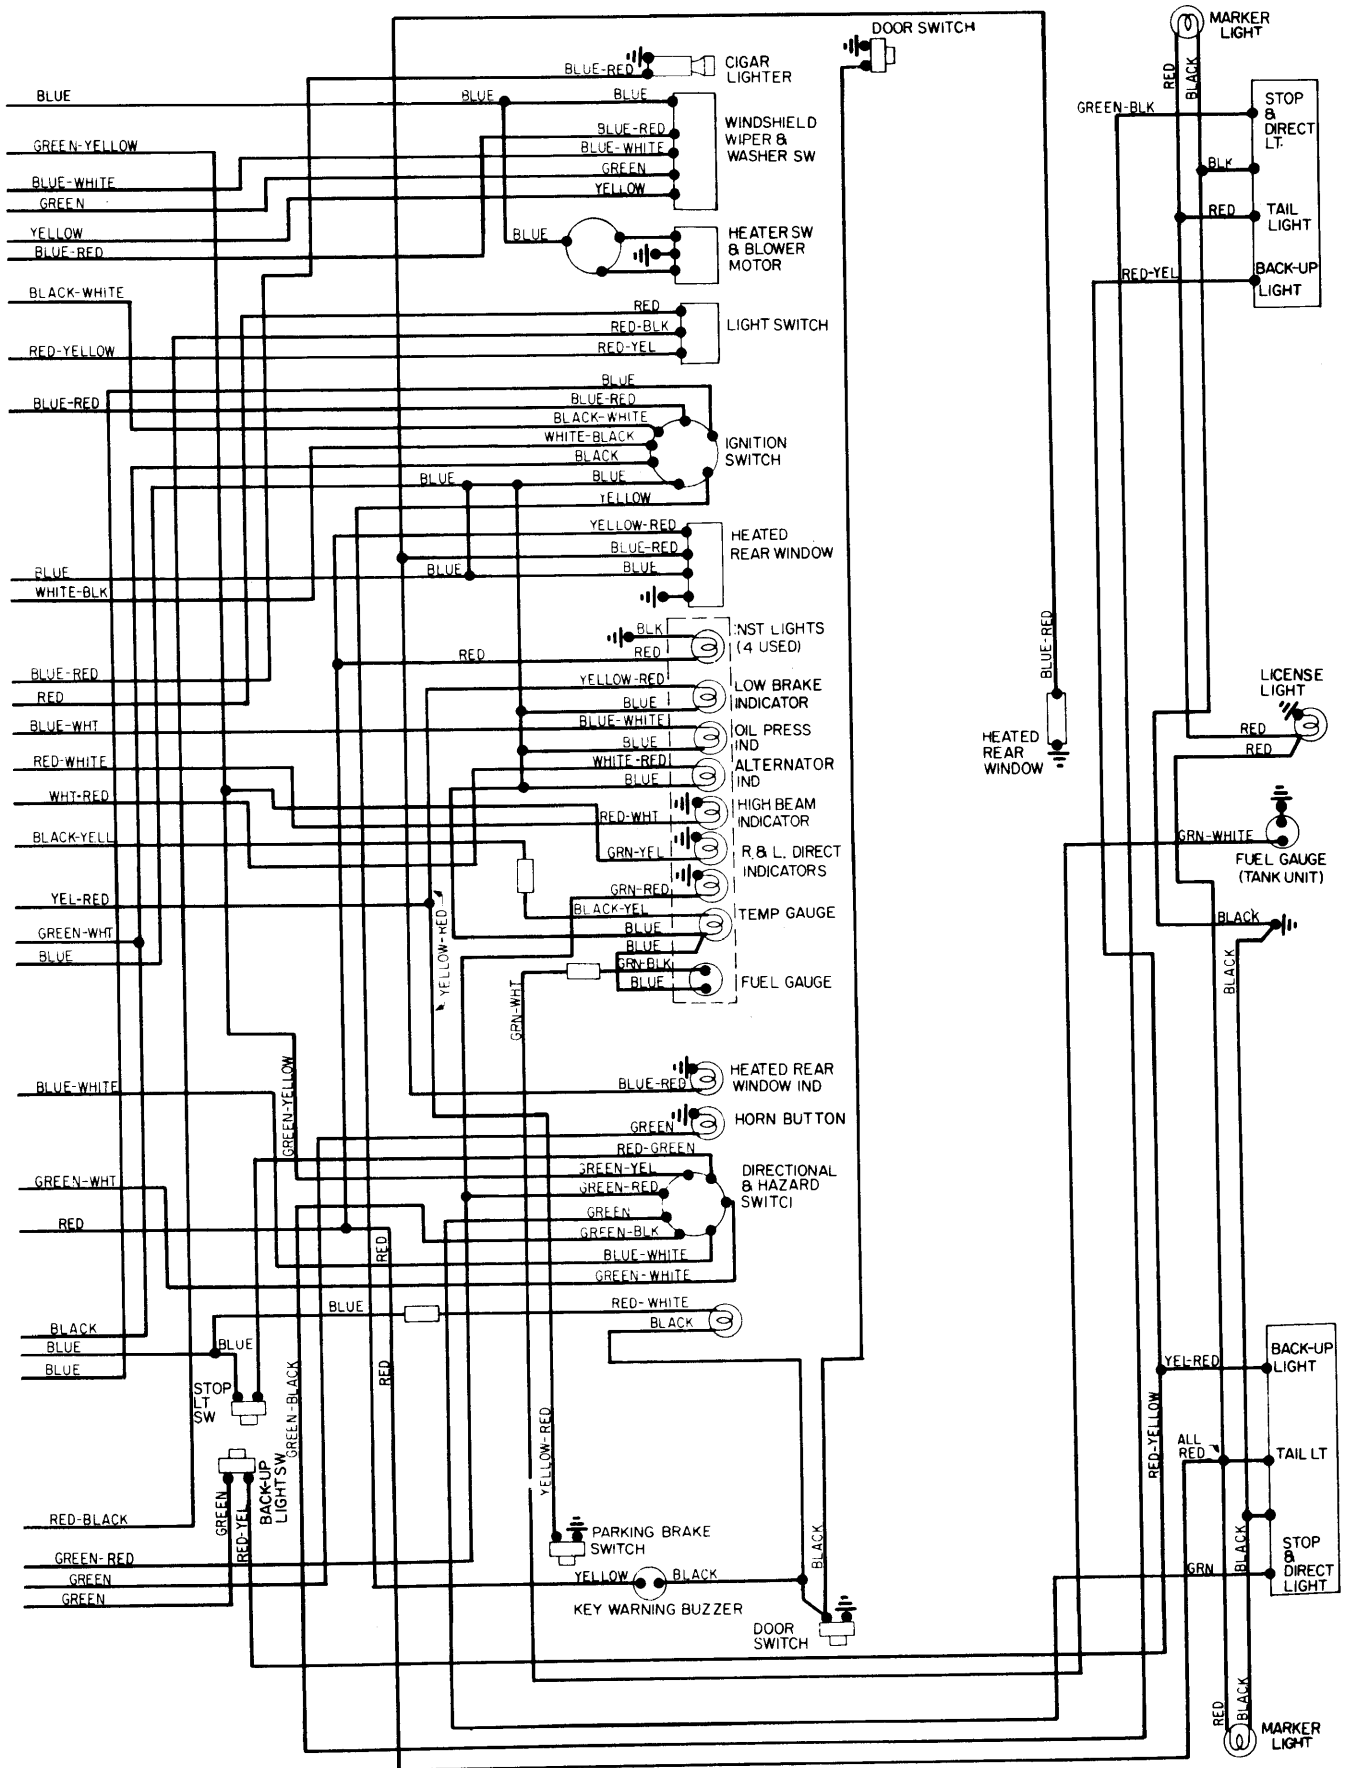 DOOR SWITCH
MARKER
LIGHT
CIGAR
LIGHTER
BLUE-RED
RED
BLACK
BLUE
BLUE
BLUE
WINDSHIELD
WIPER &
WASHER SW
BLUE-RED
BLUE-WHITE
GREEN
YELLOW
GREEN-YELLOW
BLUE-WHITE
GREEN
YELLOW
BLUE-RED
GREEN-BLK
STOP
&
DIRECT
LT.
BLK
RED
TAIL
LIGHT
RED-YEL
BACK-UP
LIGHT
BLUE
HEATER SW
& BLOWER
MOTOR
BLACK-WHITE
RED
RED-BLK
RED-YEL
LIGHT SWITCH
RED-YELLOW
BLUE
BLUE-RED
BLUE-RED
BLACK-WHITE
WHITE-BLACK
BLACK
BLUE
BLUE
YELLOW
IGNITION
SWITCH
YELLOW-RED
BLUE-RED
BLUE
BLUE
HEATED
REAR WINDOW
BLUE
WHITE-BLK
BLK
RED
RED
INST LIGHTS
(4 USED)
BLUE-RED
BLUE-RED
RED
YELLOW-RED
BLUE
LOW BRAKE
INDICATOR
BLUE-WHT
BLUE-WHITE
BLUE
OIL PRESS
IND
RED-WHITE
WHITE-RED
BLUE
ALTERNATOR
IND
WHT-RED
RED-WHT
HIGH BEAM
INDICATOR
BLACK-YELL
GRN-YEL
R. & L. DIRECT
INDICATORS
GRN-RED
YEL-RED
BLACK-YEL
BLUE
TEMP GAUGE
GREEN-WHT
BLUE
BLUE
GRN-BLK
BLUE
FUEL GAUGE
YELLOW-RED
GRN-WHT
HEATED
REAR
WINDOW
LICENSE
LIGHT
RED
RED
GRN-WHITE
FUEL GAUGE
(TANK UNIT)
BLACK
BLACK
BLUE-WHITE
GREEN-YELLOW
BLUE-RED
HEATED REAR
WINDOW IND
GREEN
HORN BUTTON
RED-GREEN
GREEN-YEL
GREEN-RED
GREEN
GREEN-BLK
BLUE-WHITE
GREEN-WHITE
DIRECTIONAL
& HAZARD
SWITCI
GREEN-WHT
RED
RED
BLUE
RED-WHITE
BLACK
BLACK
BLUE
BLUE
BLUE
STOP
LT
SW
GREEN-BLACK
RED
BACK-UP
LIGHT SW
GREEN
RED-YEL
YELLOW-RED
RED-BLACK
GREEN-RED
GREEN
GREEN
PARKING BRAKE
SWITCH
YELLOW
BLACK
KEY WARNING BUZZER
BLACK
DOOR
SWITCH
YEL-RED
BACK-UP
LIGHT
RED-YELLOW
ALL
RED
TAIL LT
BLACK
GRN
STOP
&
DIRECT
LIGHT
RED
BLACK
MARKER
LIGHT